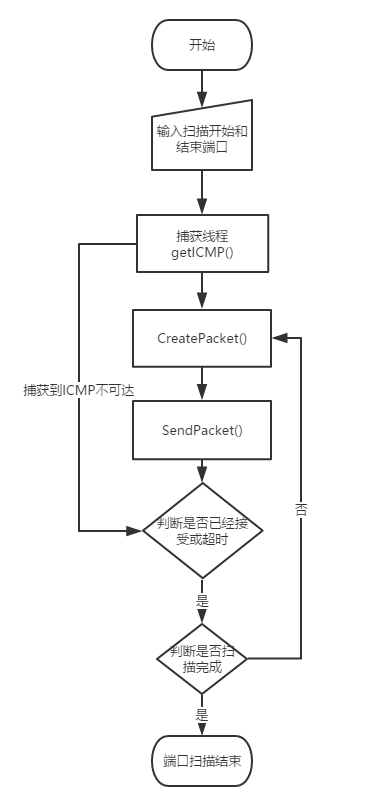 开始
输入扫描开始和
结束端口
捕获线程
getICMP()
CreatePacket()
捕获到ICMP不可达
SendPacket()
判断是否已经接
受或超时
否
是
判断是否扫
描完成
是
端口扫描结束